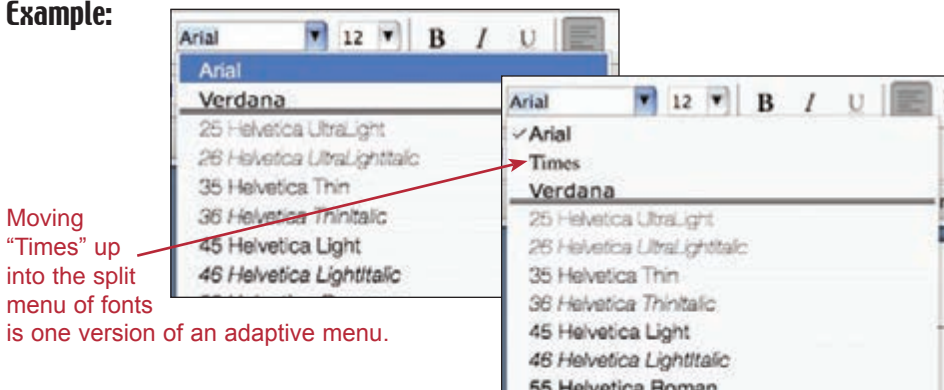 Example:
Arial 12 B I U
Arial
Verdana
25 Helvetica UltraLight
26 Helvetica UltraLightItalic
35 Helvetica Thin
36 Helvetica ThinItalic
45 Helvetica Light
46 Helvetica LightItalic
Arial 12 B I U
✓Arial
Times
Verdana
25 Helvetica UltraLight
26 Helvetica UltraLightItalic
35 Helvetica Thin
36 Helvetica ThinItalic
45 Helvetica Light
46 Helvetica LightItalic
55 Helvetica Roman
Moving
“Times” up
into the split
menu of fonts
is one version of an adaptive menu.